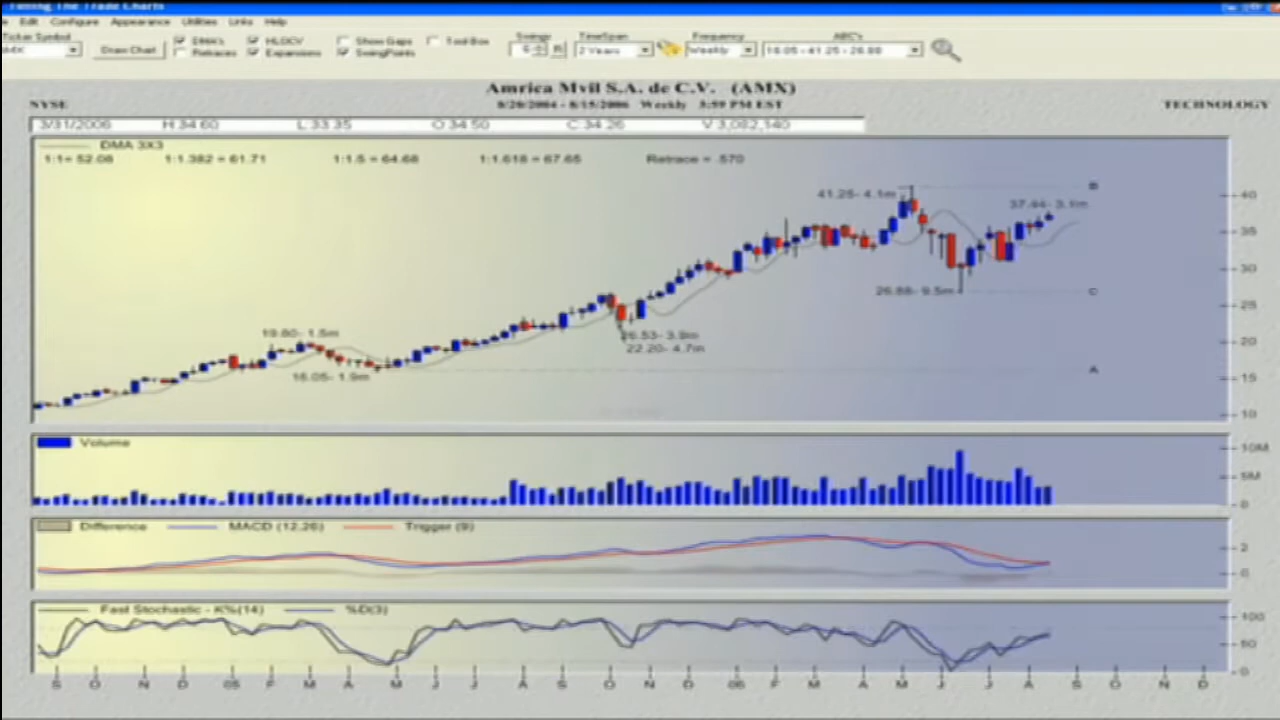 Timing The Trade Charts
Edit Configure Appearance Utilities Links Help
Ticker Symbol DMA's HLOCV Show Gaps Tool Box Swings TimeSpan Frequency ABC's
AMX Draw Chart Retraces Expansions SwingPoints 6 2 Years Weekly 16.05 - 41.25 - 26.88
Amrica Mvil S.A. de C.V. (AMX)
NYSE 8/20/2004 - 8/15/2006 Weekly 3:59 PM EST TECHNOLOGY
3/31/2006 H 34.60 L 33.35 O 34.50 C 34.26 V 3,082,140
DMA 3X3
1:1= 52.08 1:1.382 = 61.71 1:1.5 = 64.68 1:1.618 = 67.65 Retrace = .570
41.25- 4.1m B
40
37.44- 3.1m
35
30
26.88- 9.5m C
25
19.80- 1.5m 26.53- 3.9m
20
22.20- 4.7m
16.05- 1.9m A
15
10
Volume
10M
5M
0
Difference MACD (12,26) Trigger (9)
2
0
Fast Stochastic - K%(14) %D(3)
100
50
0
S O N D 05 F M A M J J A S O N D 06 F M A M J J A S O N D